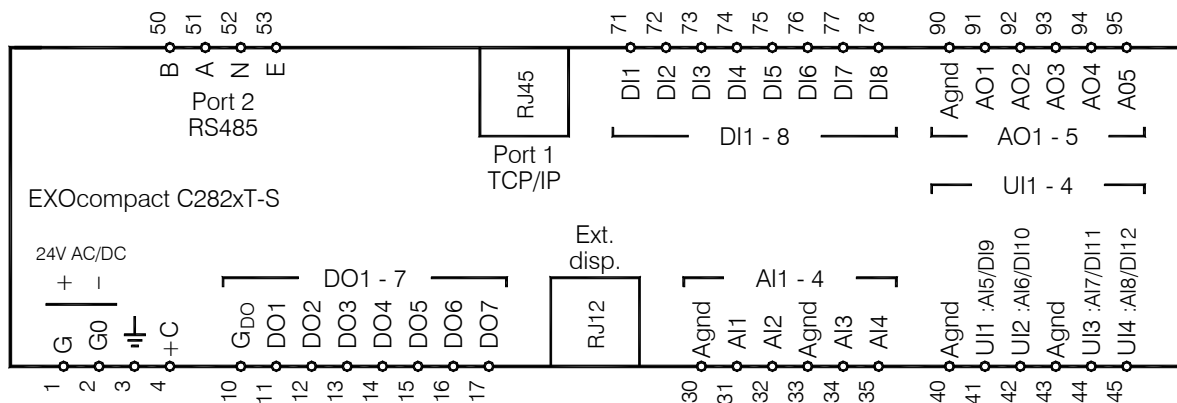 50 51 52 53 71 72 73 74 75 76 77 78 90 91 92 93 94 95
B A N E RJ45 DI1 DI2 DI3 DI4 DI5 DI6 DI7 DI8 Agnd AO1 AO2 AO3 AO4 A05
Port 2
RS485
DI1 - 8
AO1 - 5
Port 1
TCP/IP
UI1 - 4
EXOcompact C282xT-S
24V AC/DC
+ –
Ext.
disp.
DO1 - 7
AI1 - 4
G G0 +C GDO DO1 DO2 DO3 DO4 DO5 DO6 DO7 RJ12 Agnd AI1 AI2 Agnd AI3 AI4 Agnd UI1 :AI5/DI9 UI2 :AI6/DI10 Agnd UI3 :AI7/DI11 UI4 :AI8/DI12
1 2 3 4 10 11 12 13 14 15 16 17 30 31 32 33 34 35 40 41 42 43 44 45